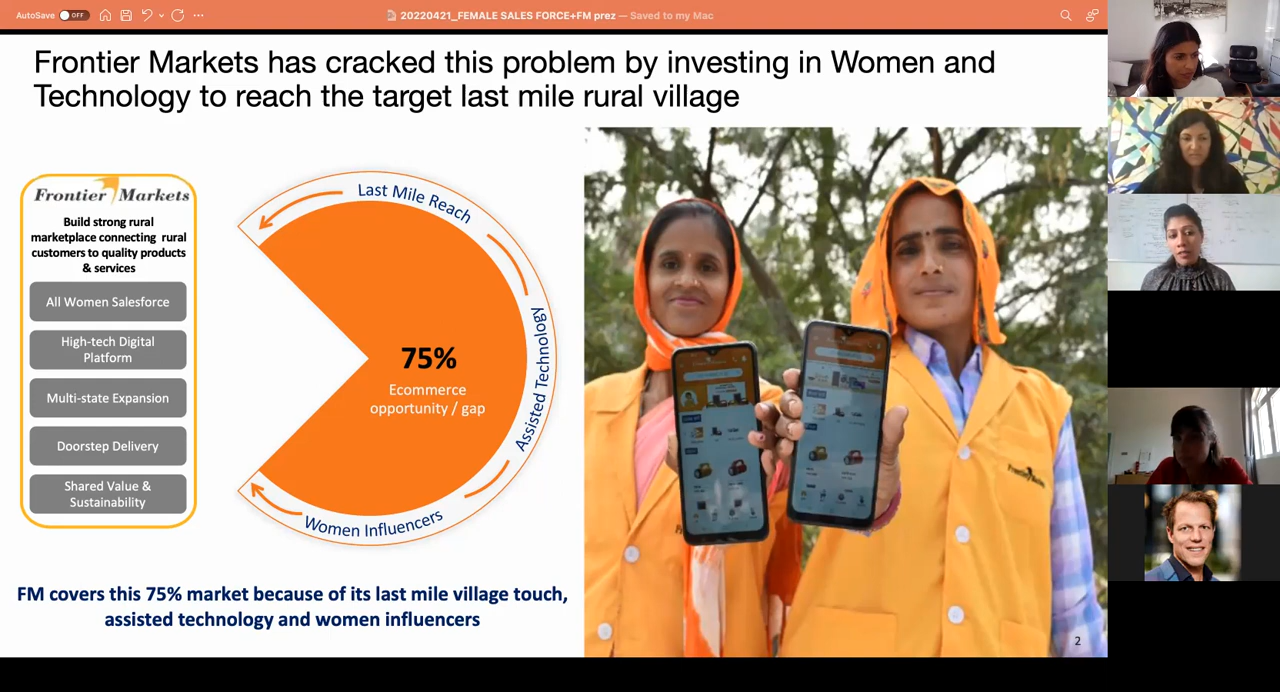 AutoSave OFF
20220421_FEMALE SALES FORCE+FM prez — Saved to my Mac
Frontier Markets has cracked this problem by investing in Women and
Technology to reach the target last mile rural village
Frontier Markets
Build strong rural
marketplace connecting rural
customers to quality products
& services
All Women Salesforce
High-tech Digital
Platform
Multi-state Expansion
Doorstep Delivery
Shared Value &
Sustainability
Last Mile Reach
Assisted Technology
Women Influencers
75%
Ecommerce
opportunity / gap
FM covers this 75% market because of its last mile village touch,
assisted technology and women influencers
Frontier Markets
2